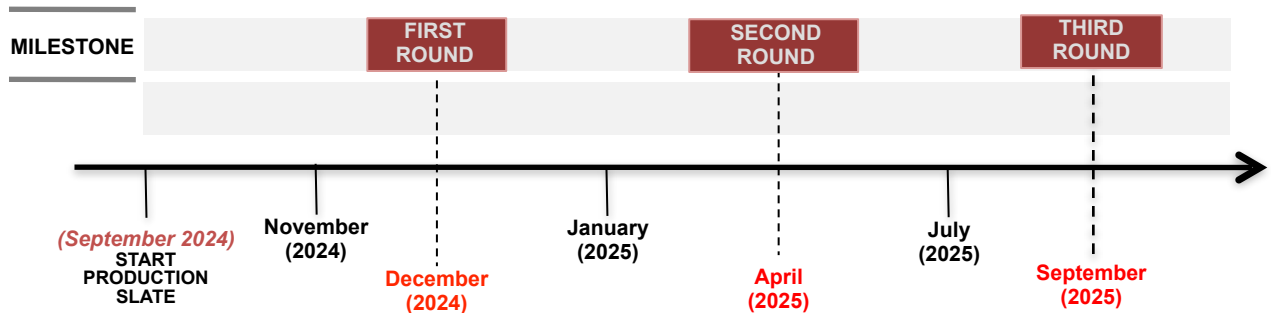 MILESTONE
FIRST
ROUND
SECOND
ROUND
THIRD
ROUND
(September 2024)
START
PRODUCTION
SLATE
November
(2024)
December
(2024)
January
(2025)
April
(2025)
July
(2025)
September
(2025)